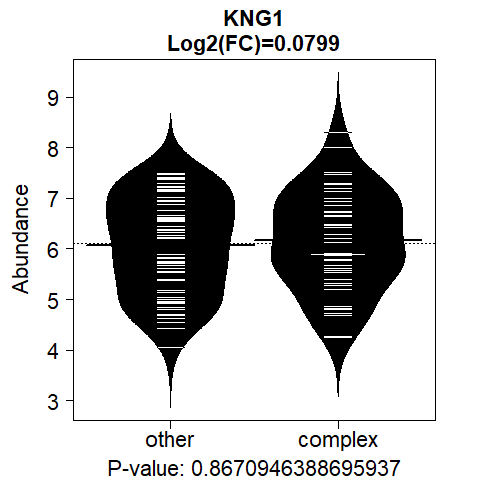 KNG1
Log2(FC)=0.0799
Abundance
9
8
7
6
5
4
3
other complex
P-value: 0.8670946388695937